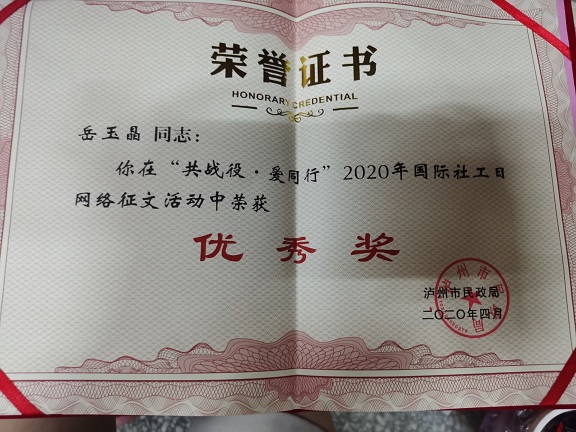 荣誉证书
HONORARY CREDENTIAL
岳玉晶 同志:
你在“共战役·爱同行”2020年国际社工日
网络征文活动中荣获
优秀奖
泸州市民政局
二〇二〇年四月